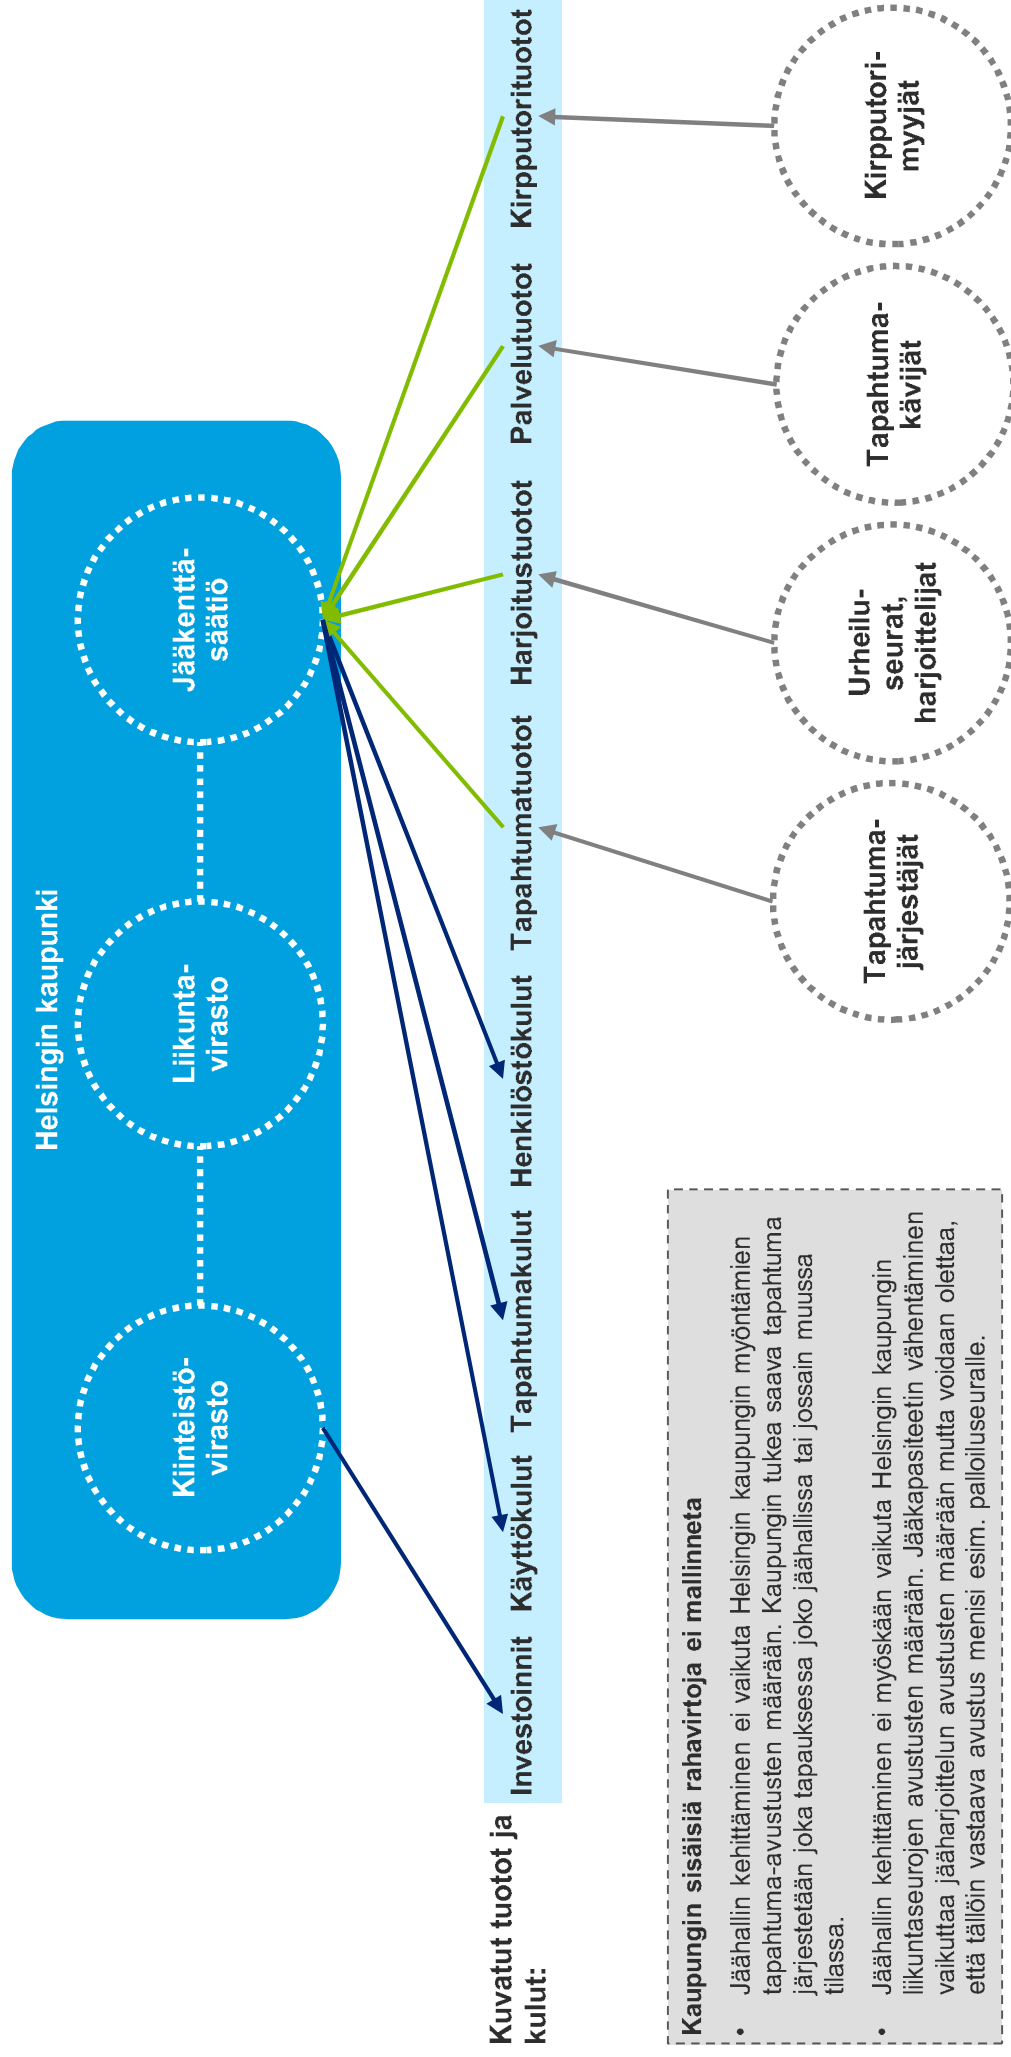 Helsingin kaupunki
Kiinteistö-
virasto
Liikunta-
virasto
Jääkenttä-
säätiö
Kuvatut tuotot ja
kulut:
Investoinnit Käyttökulut Tapahtumakulut Henkilöstökulut Tapahtumatuotot Harjoitustuotot Palvelutuotot Kirpputorituotot
Kaupungin sisäisiä rahavirtoja ei mallinneta
• Jäähallin kehittäminen ei vaikuta Helsingin kaupungin myöntämien
tapahtuma-avustusten määrään. Kaupungin tukea saava tapahtuma
järjestetään joka tapauksessa joko jäähallissa tai jossain muussa
tilassa.
• Jäähallin kehittäminen ei myöskään vaikuta Helsingin kaupungin
liikuntaseurojen avustusten määrään. Jääkapasiteetin vähentäminen
vaikuttaa jääharjoittelun avustusten määrään mutta voidaan olettaa,
että tällöin vastaava avustus menisi esim. palloiluseuralle.
Tapahtuma-
järjestäjät
Urheilu-
seurat,
harjoittelijat
Tapahtuma-
kävijät
Kirpputori-
myyjät